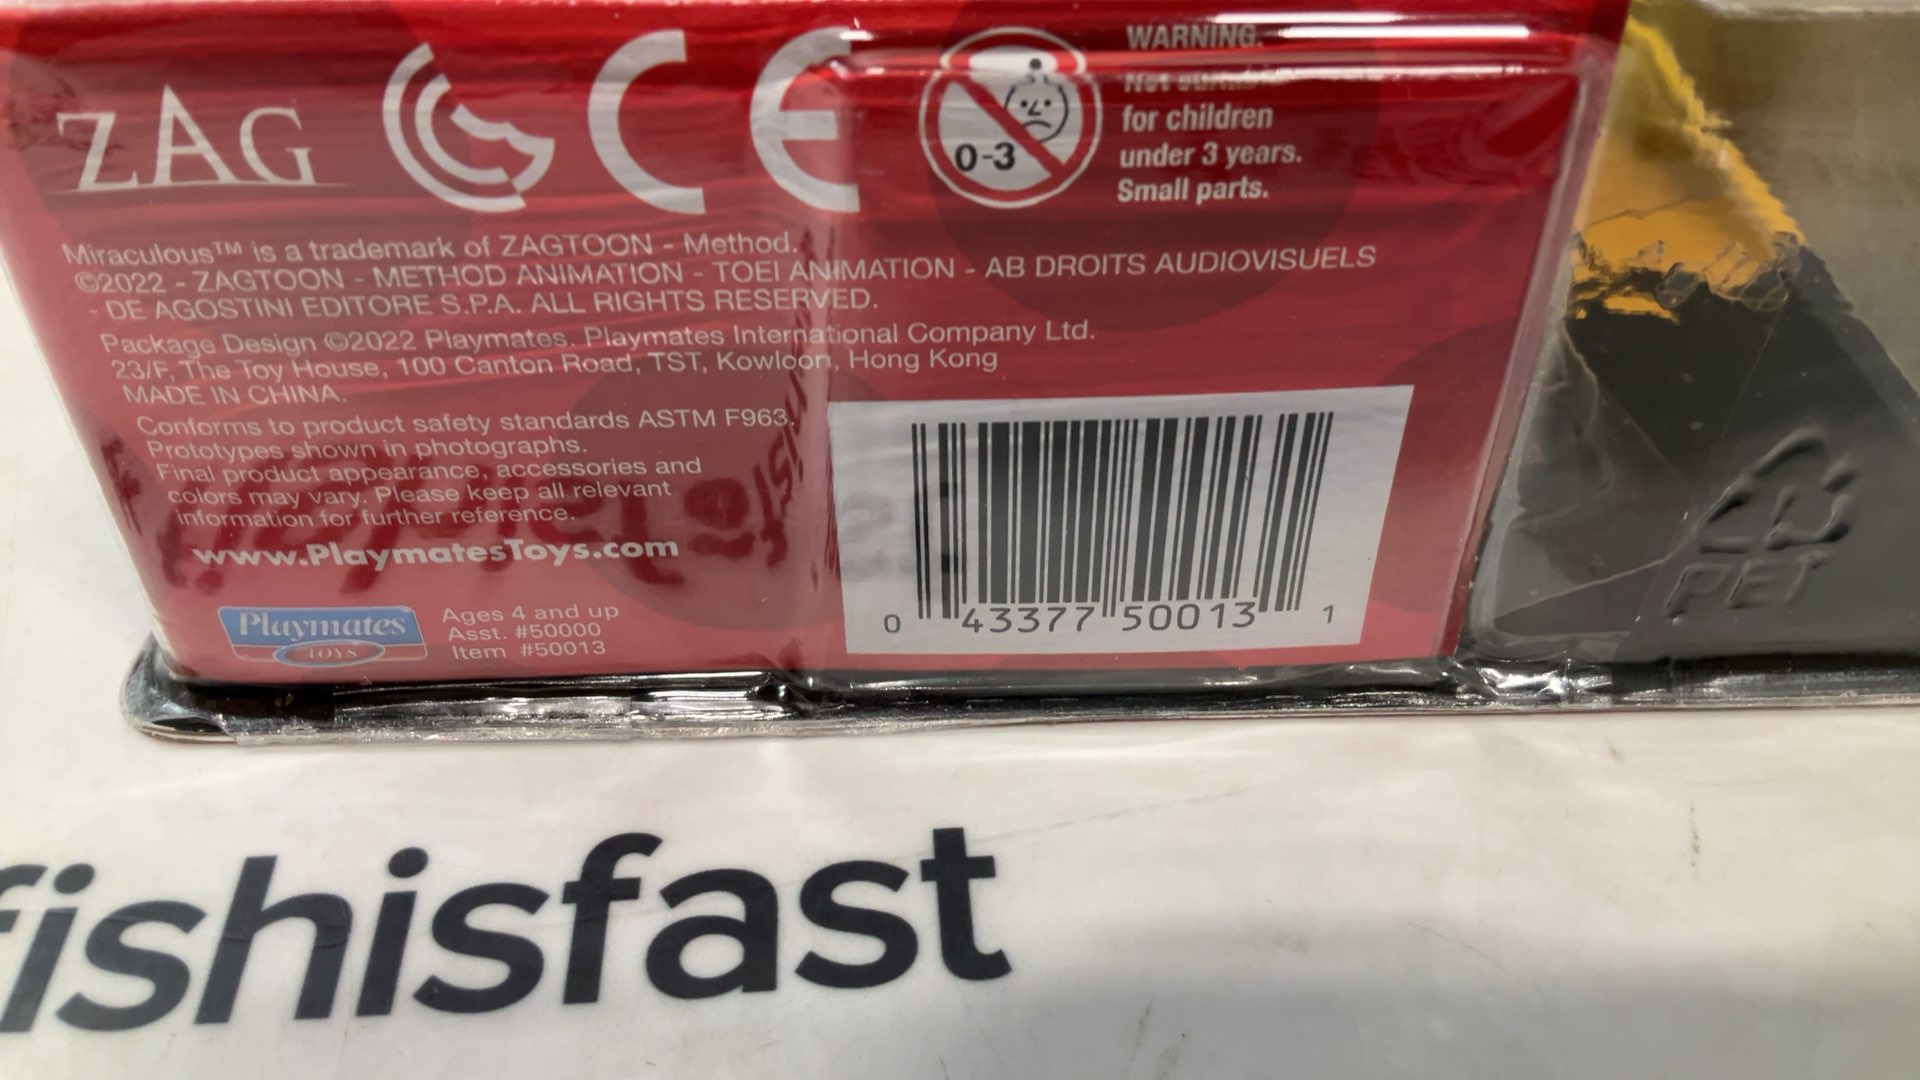 ZAG
CE
0-3
WARNING.
Not
for children
under 3 years.
Small parts.
Miraculous™ is a trademark of ZAGTOON - Method.
©2022 - ZAGTOON - METHOD ANIMATION - TOEI ANIMATION - AB DROITS AUDIOVISUELS
- DE AGOSTINI EDITORE S.P.A. ALL RIGHTS RESERVED.
Package Design ©2022 Playmates. Playmates International Company Ltd.
23/F, The Toy House, 100 Canton Road, TST, Kowloon, Hong Kong
MADE IN CHINA.
Conforms to product safety standards ASTM F963.
Prototypes shown in photographs.
Final product appearance, accessories and
colors may vary. Please keep all relevant
information for further reference.
www.PlaymatesToys.com
Playmates
TOYS
Ages 4 and up
Asst. #50000
Item #50013
0 43377 50013 1
PET
fishisfast